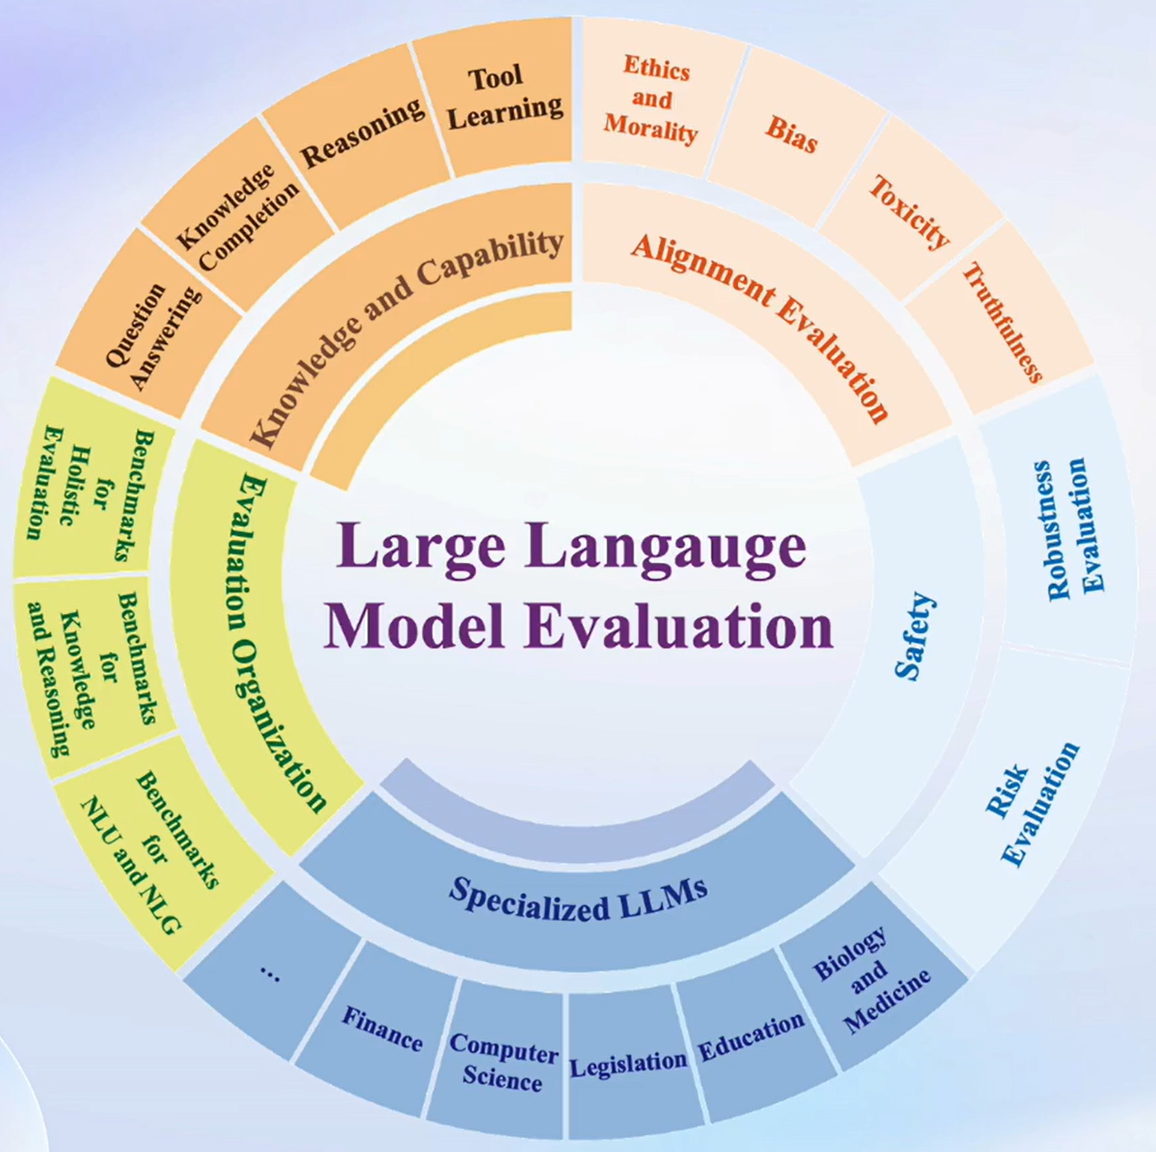 Large Langauge
Model Evaluation
Knowledge and Capability
Question
Answering
Knowledge
Completion
Reasoning
Tool
Learning
Alignment Evaluation
Ethics
and
Morality
Bias
Toxicity
Truthfulness
Safety
Robustness
Evaluation
Risk
Evaluation
Specialized LLMs
Biology
and
Medicine
Education
Legislation
Computer
Science
Finance
...
Evaluation Organization
Benchmarks
for
NLU and NLG
Benchmarks
for
Knowledge
and Reasoning
Benchmarks
for
Holistic
Evaluation